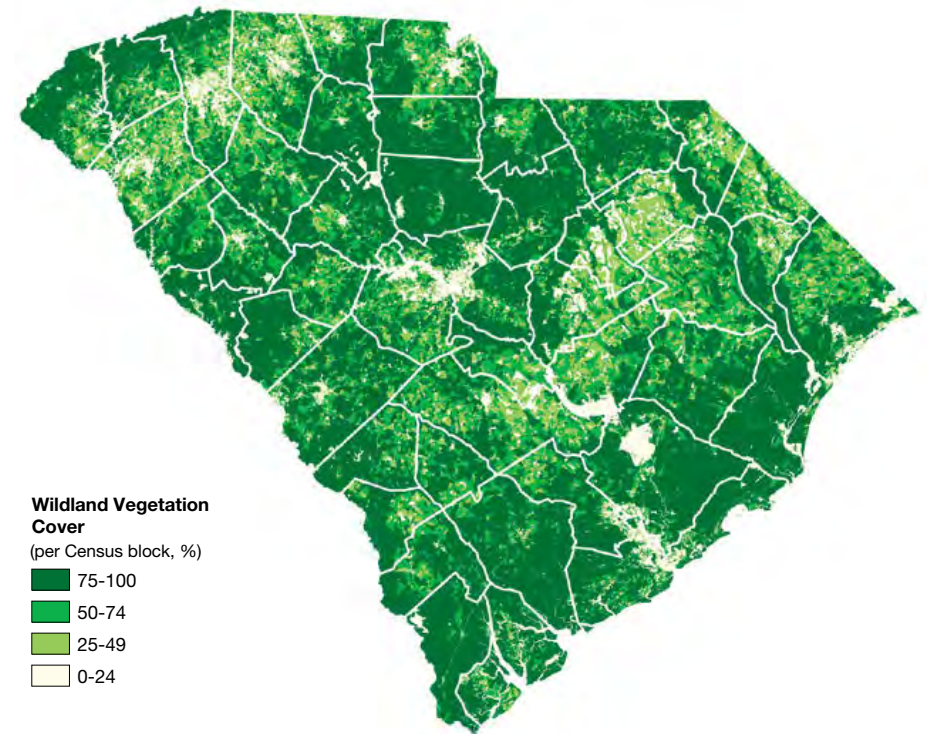 Wildland Vegetation
Cover
(per Census block, %)
75-100
50-74
25-49
0-24